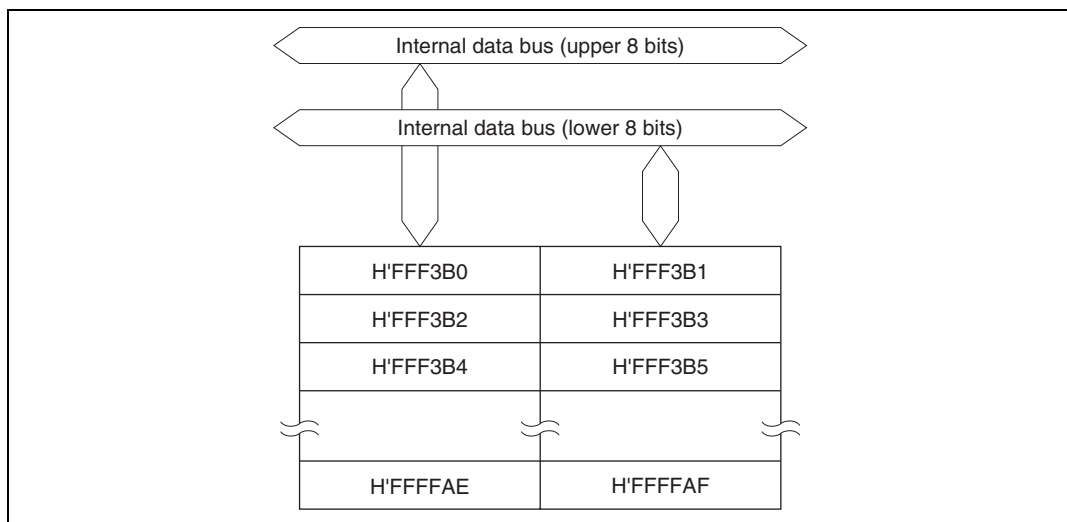 Internal data bus (upper 8 bits)
Internal data bus (lower 8 bits)
H'FFF3B0 H'FFF3B1
H'FFF3B2 H'FFF3B3
H'FFF3B4 H'FFF3B5
H'FFFFAE H'FFFFAF